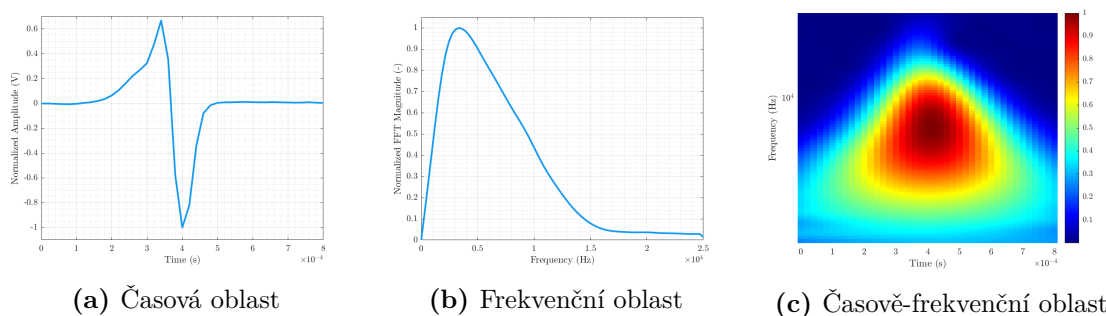 Normalized Amplitude (V)
0.6
0.4
0.2
0
-0.2
-0.4
-0.6
-0.8
-1
0 1 2 3 4 5 6 7 8
Time (s)
×10⁻⁴
(a) Časová oblast
Normalized FFT Magnitude (-)
1
0.9
0.8
0.7
0.6
0.5
0.4
0.3
0.2
0.1
0
0 0.5 1 1.5 2 2.5
Frequency (Hz)
×10⁴
(b) Frekvenční oblast
Frequency (Hz)
10⁴
0 1 2 3 4 5 6 7 8
Time (s)
×10⁻⁴
1
0.9
0.8
0.7
0.6
0.5
0.4
0.3
0.2
0.1
(c) Časově-frekvenční oblast